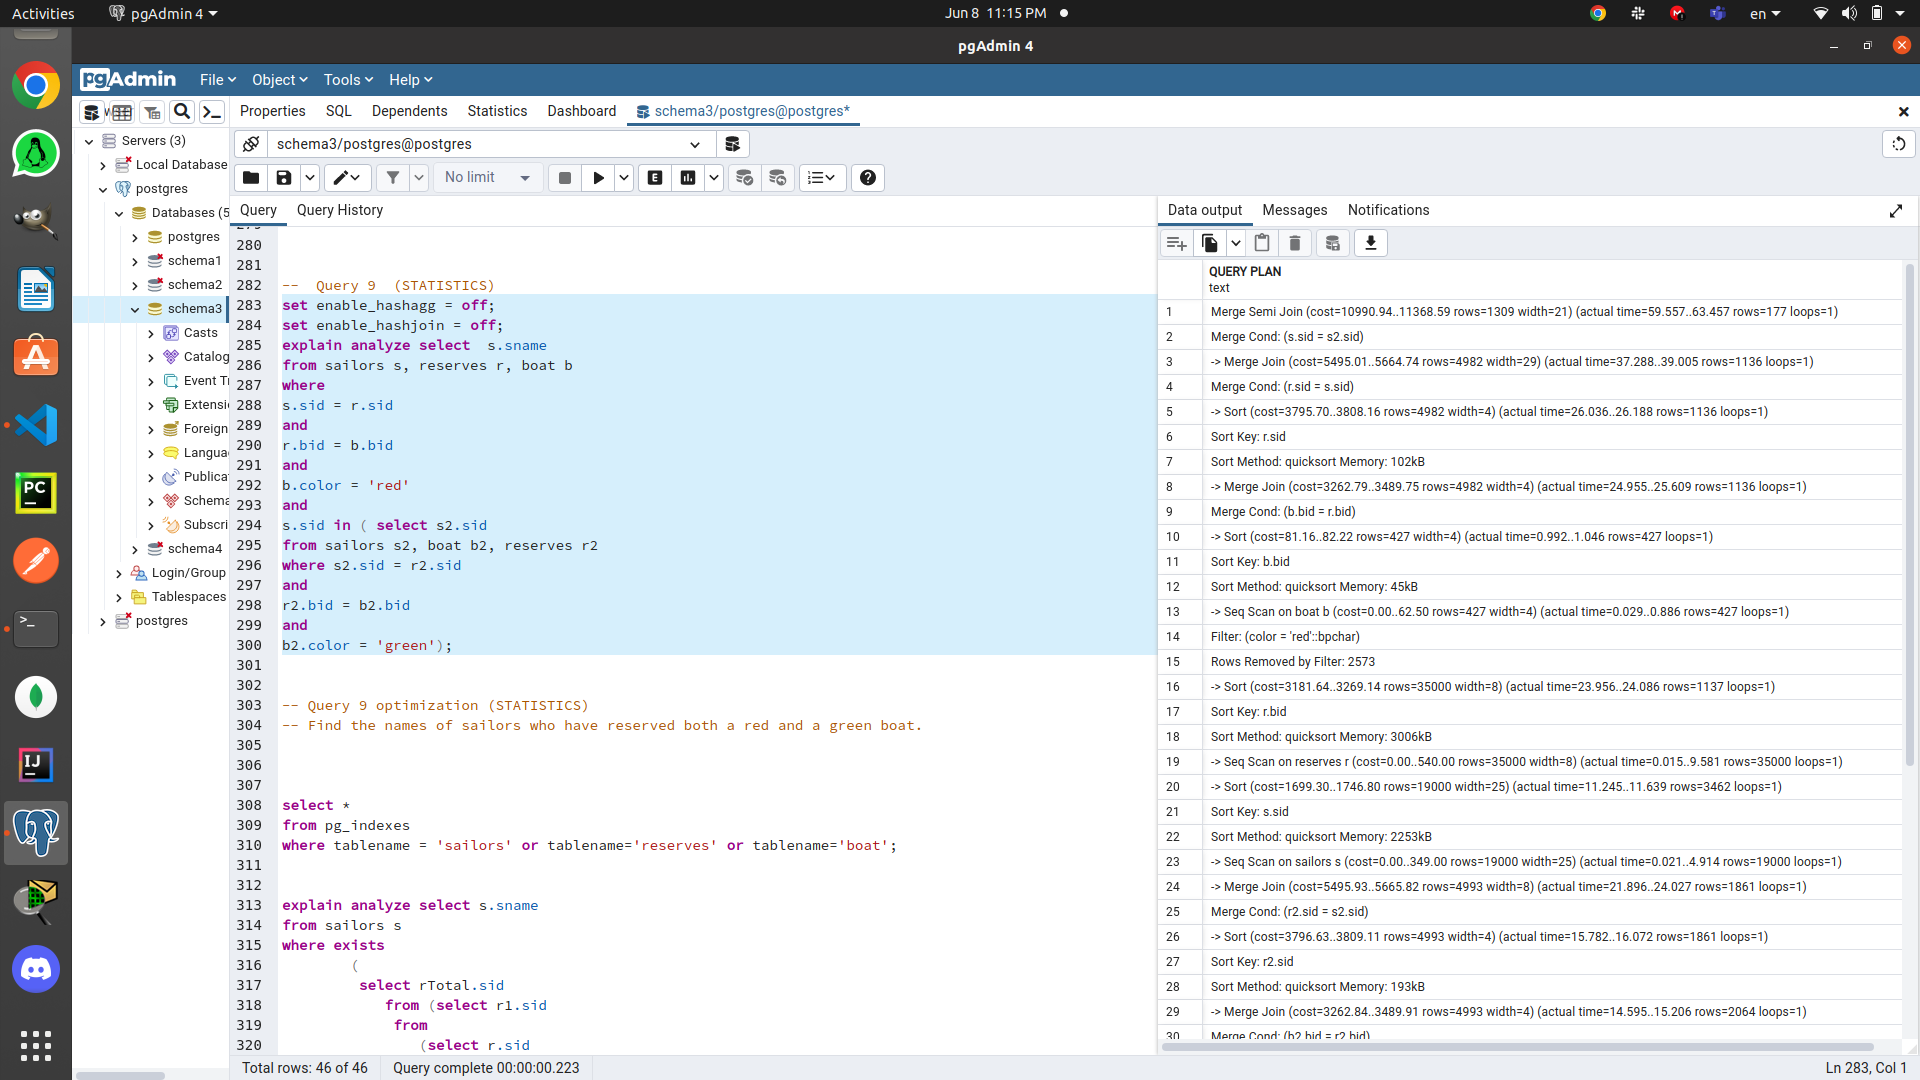 Activities
pgAdmin 4
Jun 8 11:15 PM
en
pgAdmin 4
pgAdmin
File
Object
Tools
Help
Properties
SQL
Dependents
Statistics
Dashboard
schema3/postgres@postgres*
Servers (3)
Local Database
postgres
Databases (5
postgres
schema1
schema2
schema3
Casts
Catalog
Event Tr
Extensi
Foreign
Langua
Publica
Schema
Subscri
schema4
Login/Group
Tablespaces
postgres
schema3/postgres@postgres
No limit
Query
Query History
279
280
281
282 --  Query 9  (STATISTICS)
283 set enable_hashagg = off;
284 set enable_hashjoin = off;
285 explain analyze select  s.sname
286 from sailors s, reserves r, boat b
287 where
288 s.sid = r.sid
289 and
290 r.bid = b.bid
291 and
292 b.color = 'red'
293 and
294 s.sid in ( select s2.sid
295 from sailors s2, boat b2, reserves r2
296 where s2.sid = r2.sid
297 and
298 r2.bid = b2.bid
299 and
300 b2.color = 'green');
301
302
303 -- Query 9 optimization (STATISTICS)
304 -- Find the names of sailors who have reserved both a red and a green boat.
305
306
307
308 select *
309 from pg_indexes
310 where tablename = 'sailors' or tablename='reserves' or tablename='boat';
311
312
313 explain analyze select s.sname
314 from sailors s
315 where exists
316 (
317 select rTotal.sid
318 from (select r1.sid
319 from
320 (select r.sid
Data output
Messages
Notifications
QUERY PLAN
text
1 Merge Semi Join (cost=10990.94..11368.59 rows=1309 width=21) (actual time=59.557..63.457 rows=177 loops=1)
2 Merge Cond: (s.sid = s2.sid)
3 -> Merge Join (cost=5495.01..5664.74 rows=4982 width=29) (actual time=37.288..39.005 rows=1136 loops=1)
4 Merge Cond: (r.sid = s.sid)
5 -> Sort (cost=3795.70..3808.16 rows=4982 width=4) (actual time=26.036..26.188 rows=1136 loops=1)
6 Sort Key: r.sid
7 Sort Method: quicksort Memory: 102kB
8 -> Merge Join (cost=3262.79..3489.75 rows=4982 width=4) (actual time=24.955..25.609 rows=1136 loops=1)
9 Merge Cond: (b.bid = r.bid)
10 -> Sort (cost=81.16..82.22 rows=427 width=4) (actual time=0.992..1.046 rows=427 loops=1)
11 Sort Key: b.bid
12 Sort Method: quicksort Memory: 45kB
13 -> Seq Scan on boat b (cost=0.00..62.50 rows=427 width=4) (actual time=0.029..0.886 rows=427 loops=1)
14 Filter: (color = 'red'::bpchar)
15 Rows Removed by Filter: 2573
16 -> Sort (cost=3181.64..3269.14 rows=35000 width=8) (actual time=23.956..24.086 rows=1137 loops=1)
17 Sort Key: r.bid
18 Sort Method: quicksort Memory: 3006kB
19 -> Seq Scan on reserves r (cost=0.00..540.00 rows=35000 width=8) (actual time=0.015..9.581 rows=35000 loops=1)
20 -> Sort (cost=1699.30..1746.80 rows=19000 width=25) (actual time=11.245..11.639 rows=3462 loops=1)
21 Sort Key: s.sid
22 Sort Method: quicksort Memory: 2253kB
23 -> Seq Scan on sailors s (cost=0.00..349.00 rows=19000 width=25) (actual time=0.021..4.914 rows=19000 loops=1)
24 -> Merge Join (cost=5495.93..5665.82 rows=4993 width=8) (actual time=21.896..24.027 rows=1861 loops=1)
25 Merge Cond: (r2.sid = s2.sid)
26 -> Sort (cost=3796.63..3809.11 rows=4993 width=4) (actual time=15.782..16.072 rows=1861 loops=1)
27 Sort Key: r2.sid
28 Sort Method: quicksort Memory: 193kB
29 -> Merge Join (cost=3262.84..3489.91 rows=4993 width=4) (actual time=14.595..15.206 rows=2064 loops=1)
30 Merge Cond: (b2.bid = r2.bid)
Total rows: 46 of 46
Query complete 00:00:00.223
Ln 283, Col 1